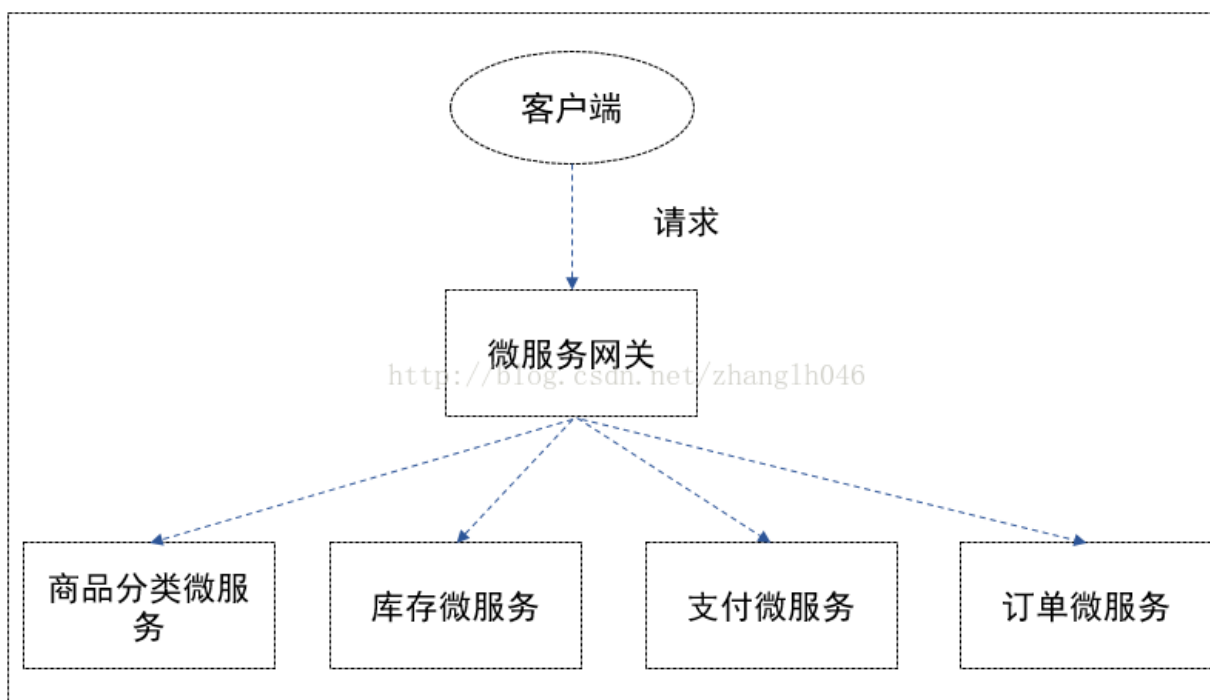 客户端
请求
微服务网关
http://blog.csdn.net/zhanglh046
商品分类微服
务
库存微服务
支付微服务
订单微服务